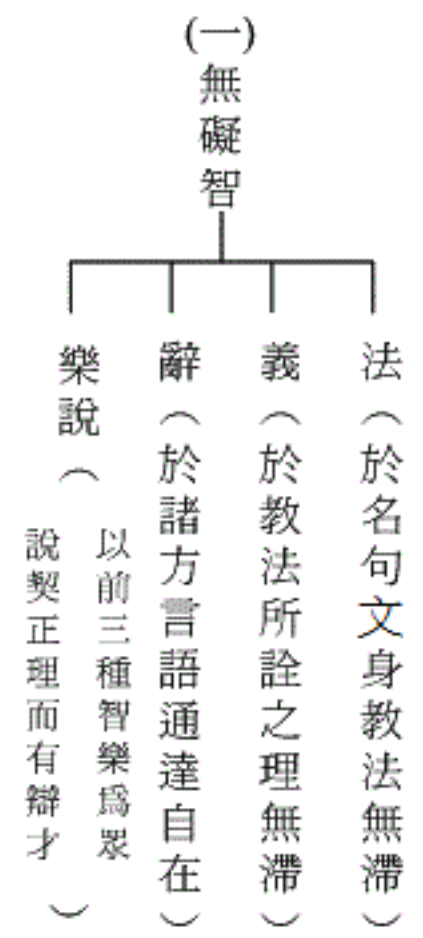 (一)無礙智
法（於名句文身教法無滯）
義（於教法所詮之理無滯）
辭（於諸方言語通達自在）
樂說（以前三種智樂爲眾
說契正理而有辯才）